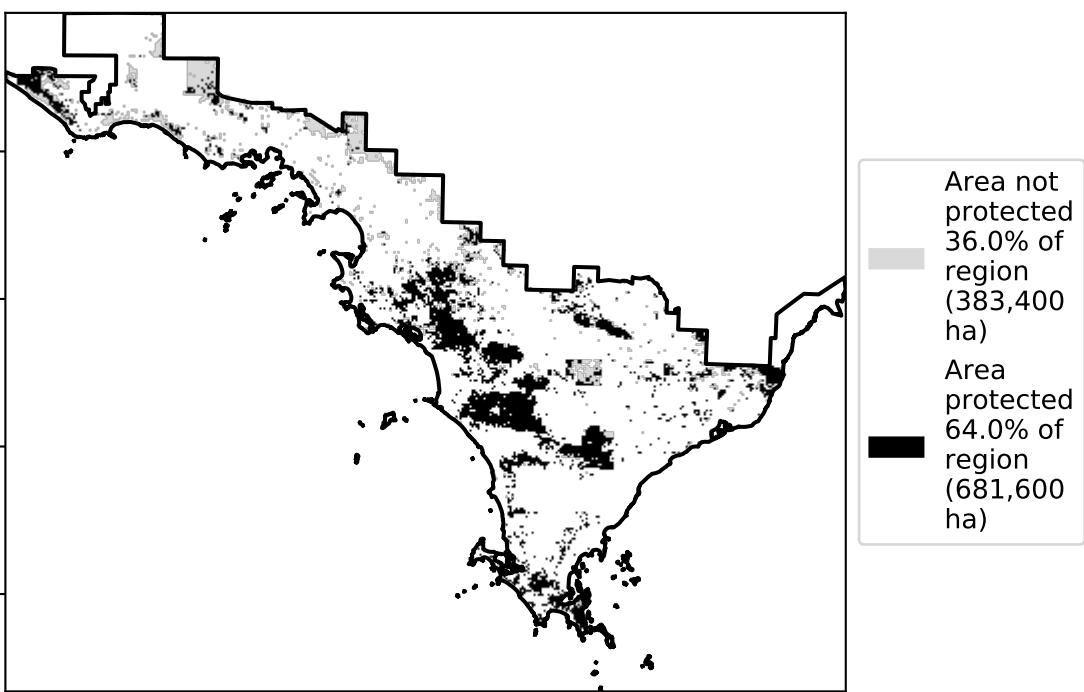 Area not
protected
36.0% of
region
(383,400
ha)
Area
protected
64.0% of
region
(681,600
ha)